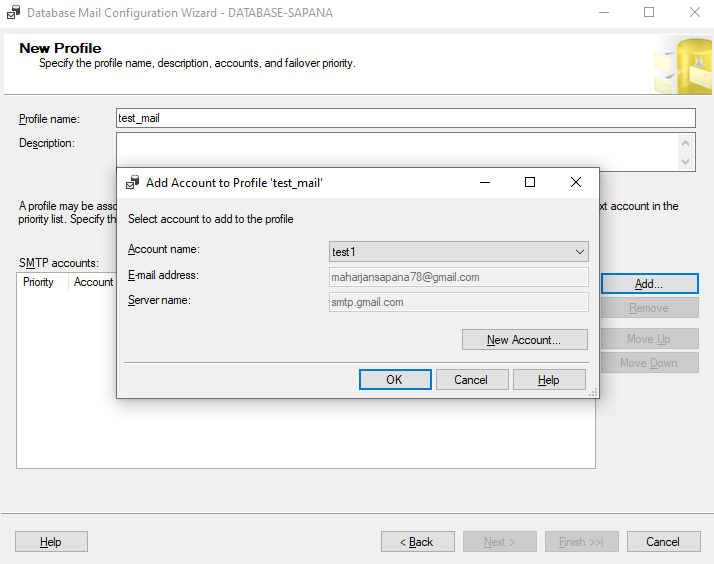 Database Mail Configuration Wizard - DATABASE-SAPANA
New Profile
Specify the profile name, description, accounts, and failover priority.
Profile name:
test_mail
Description:
Add Account to Profile 'test_mail'
A profile may be asso
xt account in the
priority list. Specify th
Select account to add to the profile
Account name:
test1
SMTP accounts:
E-mail address:
maharjansapana78@gmail.com
Priority Account
Add...
Server name:
smtp.gmail.com
Remove
New Account...
Move Up
Move Down
OK Cancel Help
Help
< Back Next > Finish >>| Cancel